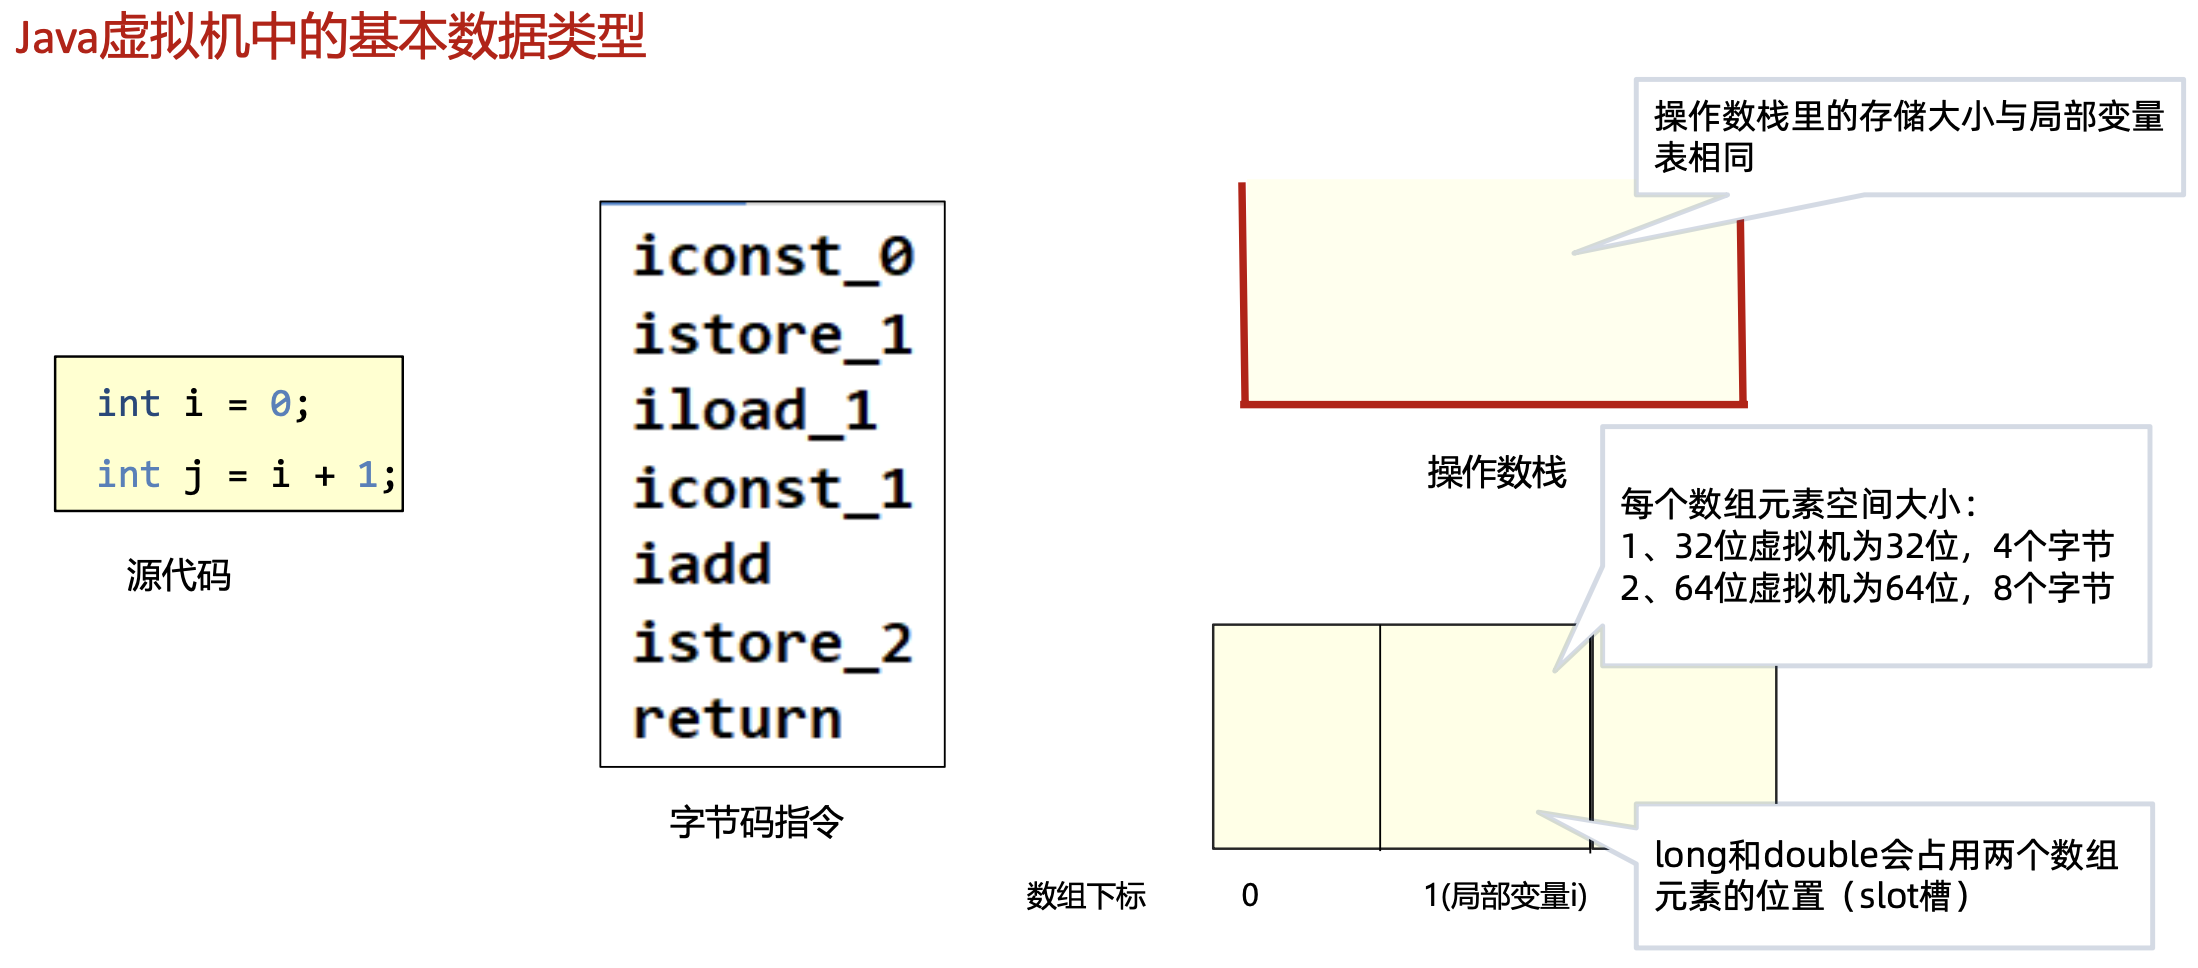 Java虚拟机中的基本数据类型
操作数栈里的存储大小与局部变量
表相同
int i = 0;
int j = i + 1;
源代码
iconst_0
istore_1
iload_1
iconst_1
iadd
istore_2
return
字节码指令
操作数栈
每个数组元素空间大小：
1、32位虚拟机为32位，4个字节
2、64位虚拟机为64位，8个字节
long和double会占用两个数组
元素的位置（slot槽）
数组下标 0 1(局部变量i)